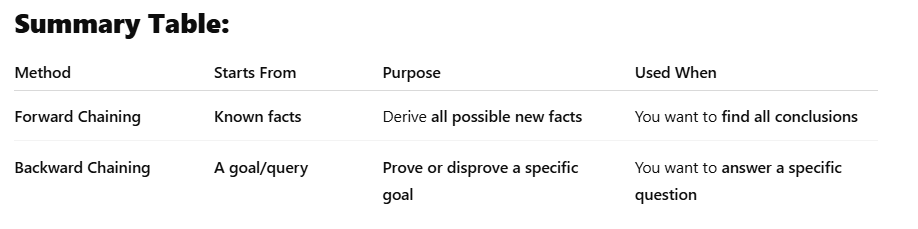 Summary Table:
Method Starts From Purpose Used When
Forward Chaining Known facts Derive all possible new facts You want to find all conclusions
Backward Chaining A goal/query Prove or disprove a specific goal You want to answer a specific question